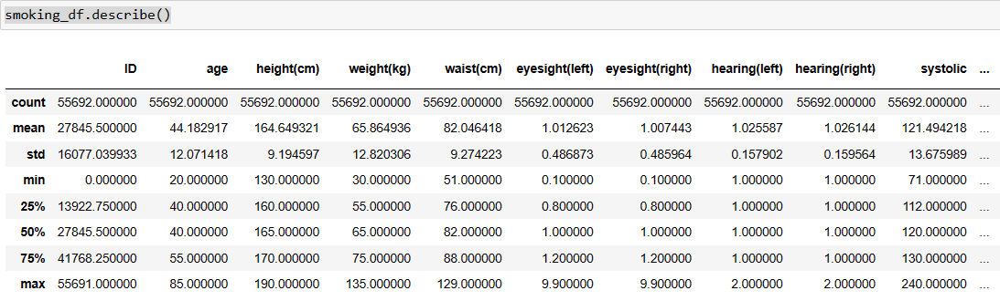 smoking_df.describe()
ID age height(cm) weight(kg) waist(cm) eyesight(left) eyesight(right) hearing(left) hearing(right) systolic ...
count 55692.000000 55692.000000 55692.000000 55692.000000 55692.000000 55692.000000 55692.000000 55692.000000 55692.000000 55692.000000 ...
mean 27845.500000 44.182917 164.649321 65.864936 82.046418 1.012623 1.007443 1.025587 1.026144 121.494218 ...
std 16077.039933 12.071418 9.194597 12.820306 9.274223 0.486873 0.485964 0.157902 0.159564 13.675989 ...
min 0.000000 20.000000 130.000000 30.000000 51.000000 0.100000 0.100000 1.000000 1.000000 71.000000 ...
25% 13922.750000 40.000000 160.000000 55.000000 76.000000 0.800000 0.800000 1.000000 1.000000 112.000000 ...
50% 27845.500000 40.000000 165.000000 65.000000 82.000000 1.000000 1.000000 1.000000 1.000000 120.000000 ...
75% 41768.250000 55.000000 170.000000 75.000000 88.000000 1.200000 1.200000 1.000000 1.000000 130.000000 ...
max 55691.000000 85.000000 190.000000 135.000000 129.000000 9.900000 9.900000 2.000000 2.000000 240.000000 ...